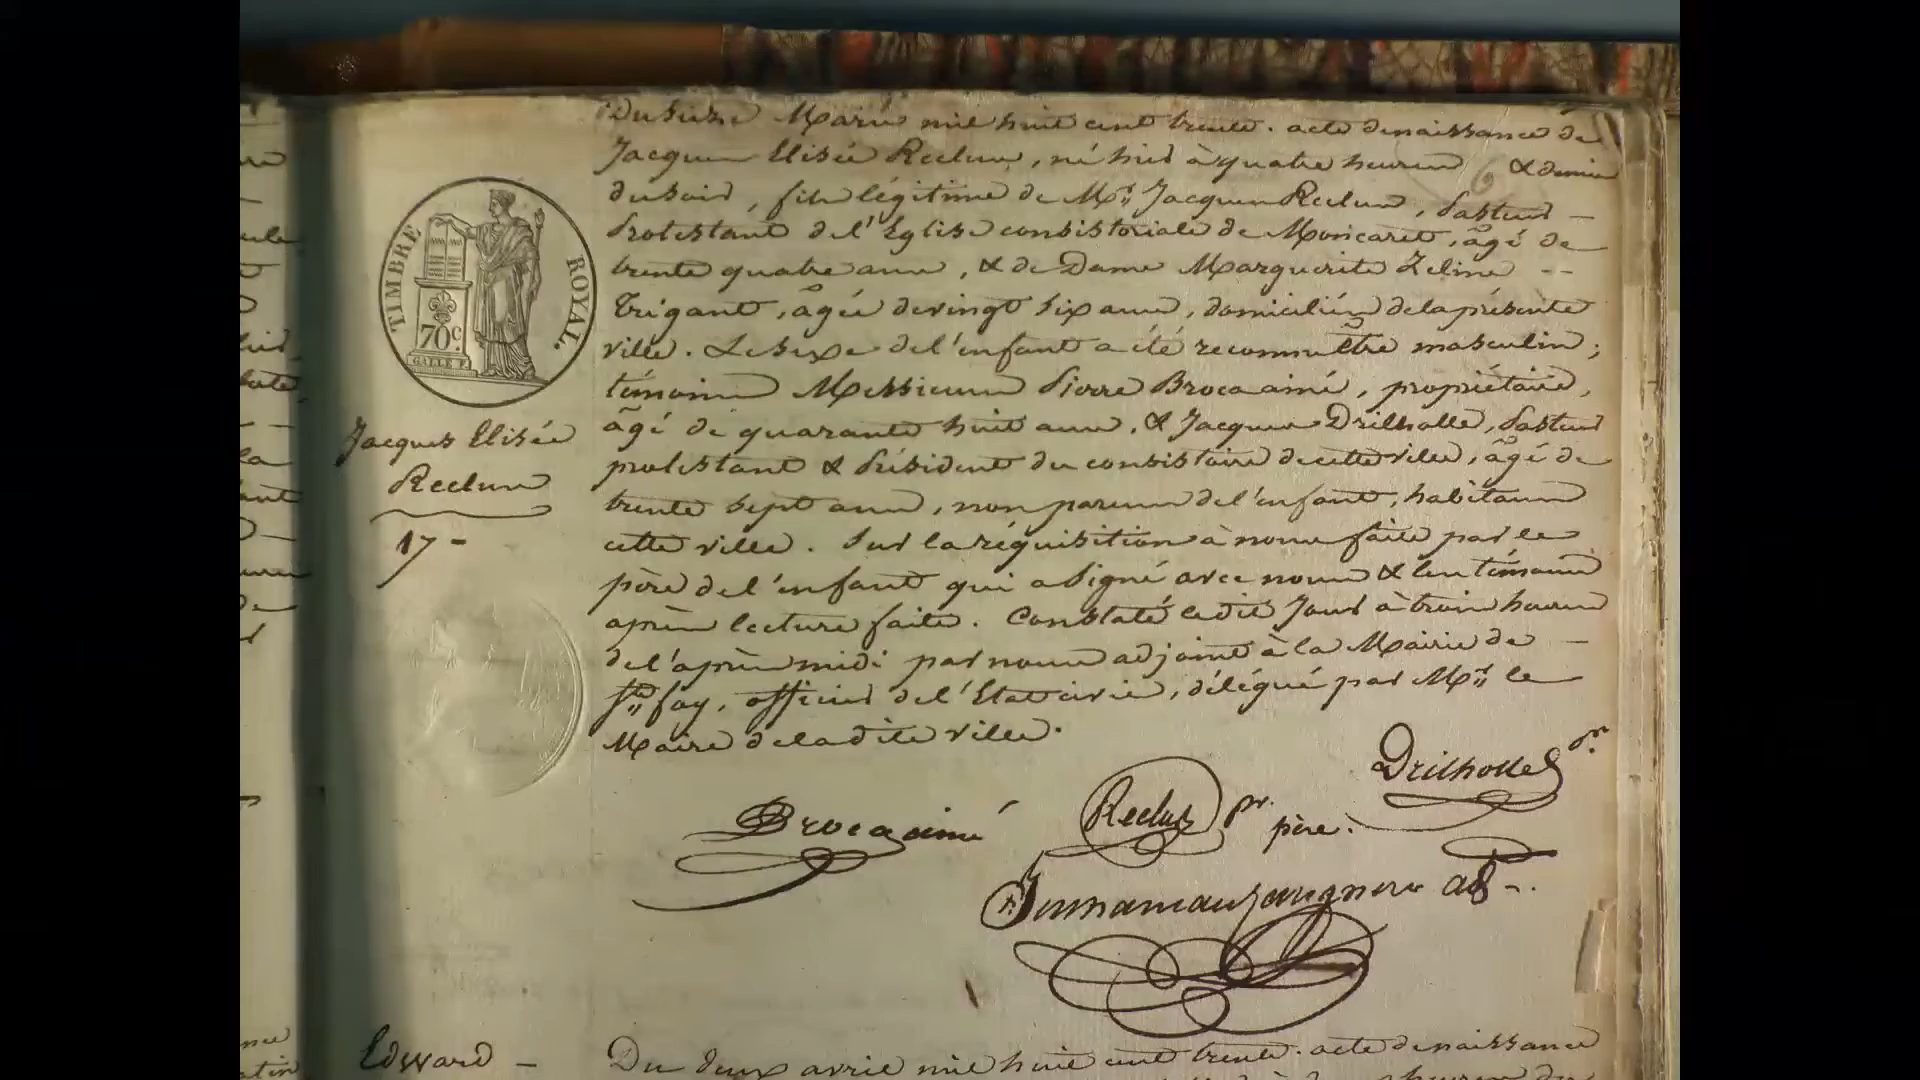 Du seize Mars mil huit cent trente. acte de naissance de
Jacques Elisée Reclus, né hier à quatre heures & demie
du soir, fils légitime de Mr. Jacques Reclus, Pasteur –
Protestant de l'Eglise consistoriale de Moncaret, âgé de
trente quatre ans, & de Dame Marguerite Zeline --
Trigant, âgée de vingt six ans, domiciliés de la présente
ville. Le sexe de l'enfant a été reconnu être masculin;
témoins Messieurs Pierre Broca aimé, propriétaire,
âgé de quarante huit ans, & Jacques Drilholle, Pasteur
protestant & Président du consistoire de cette ville, âgé de
trente sept ans, non parens de l'enfant, habitans
cette ville. Sur la réquisition à nous faite par le
père de l'enfant qui a signé avec nous & les témoins
après lecture faite. Constaté ce dit Jour à trois heures
de l'après midi par nous adjoint à la Mairie de –
Ste. foy, officier de l'Etat civil, délégué par Mr. le
Maire de la dite ville.
TIMBRE ROYAL.
70c.
GALLE F.
Jacques Elisée
Reclus
17 –
Drilholle pr.
Broca aimé
Reclus pr.
père.
adt.
Edward –
Du deux avril mil huit cent trente. acte de naissance